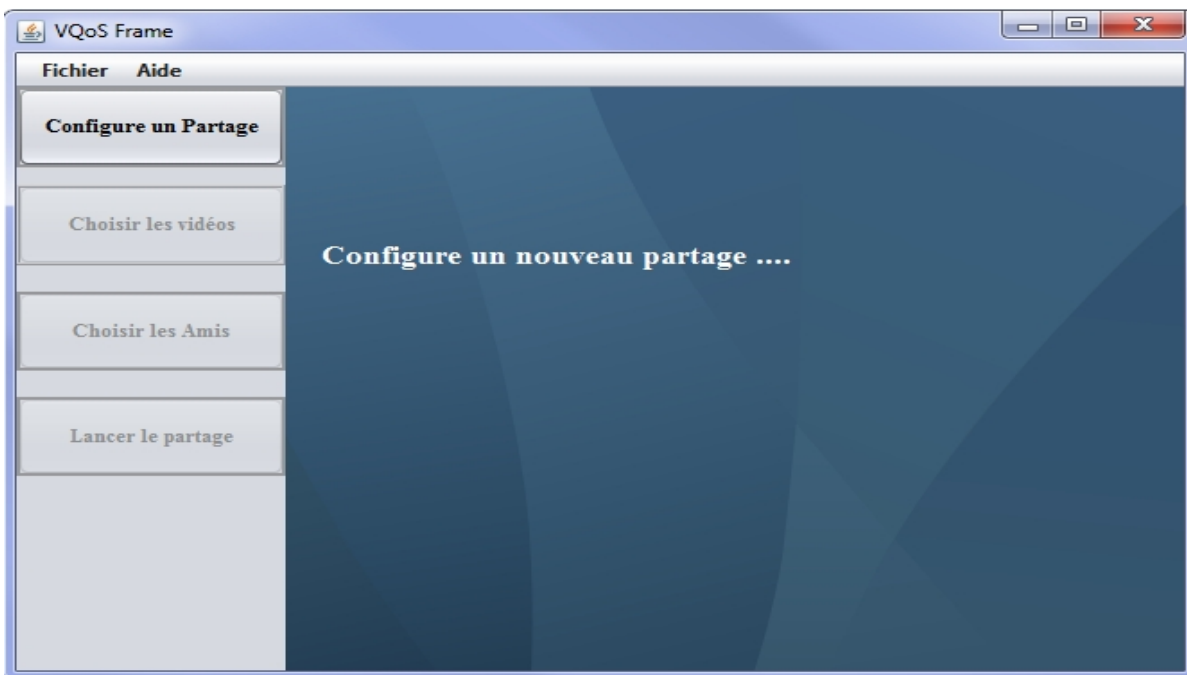 VQoS Frame
Fichier Aide
Configure un Partage
Choisir les vidéos
Configure un nouveau partage ....
Choisir les Amis
Lancer le partage